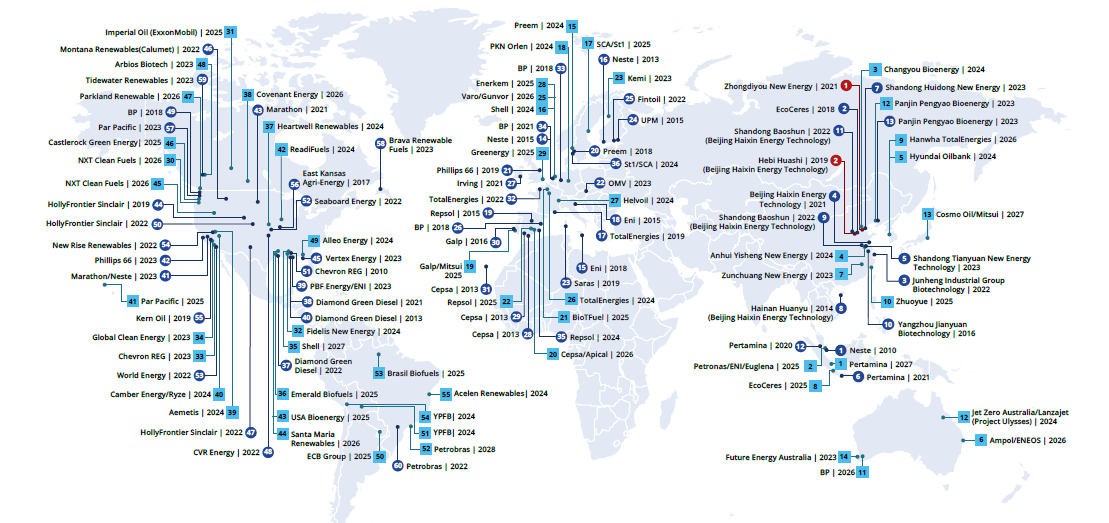 Imperial Oil (ExxonMobil) | 2025 31
Montana Renewables(Calumet) | 2022 46
Arbios Biotech | 2023 48
Tidewater Renewables | 2023 59
Parkland Renewable | 2026 47
BP | 2018 49
Par Pacific | 2023 57
Castlerock Green Energy | 2025 46
NXT Clean Fuels | 2026 30
NXT Clean Fuels | 2026 45
HollyFrontier Sinclair | 2019 44
HollyFrontier Sinclair | 2022 50
New Rise Renewables | 2022 54
Phillips 66 | 2023 42
Marathon/Neste | 2023 41
41 Par Pacific | 2025
Kern Oil | 2019 55
Global Clean Energy | 2023 34
Chevron REG | 2023 33
World Energy | 2022 53
Camber Energy/Ryze | 2024 40
Aemetis | 2024 39
HollyFrontier Sinclair | 2022 47
CVR Energy | 2022 48
38 Covenant Energy | 2026
43 Marathon | 2021
37 Heartwell Renewables | 2024
42 ReadiFuels | 2024
58 Brava Renewable
Fuels | 2023
56 East Kansas
Agri-Energy | 2017
52 Seaboard Energy | 2022
49 Alleo Energy | 2024
45 Vertex Energy | 2023
51 Chevron REG | 2010
39 PBF Energy/ENI | 2023
38 Diamond Green Diesel | 2021
40 Diamond Green Diesel | 2013
32 Fidelis New Energy | 2024
35 Shell | 2027
37 Diamond Green
Diesel | 2022
36 Emerald Biofuels | 2025
43 USA Bioenergy | 2025
44 Santa Maria
Renewables | 2026
ECB Group | 2025 50
53 Brasil Biofuels | 2025
55 Acelen Renewables| 2024
54 YPFB| 2024
51 YPFB| 2024
52 Petrobras | 2028
60 Petrobras | 2022
Preem | 2024 15
PKN Orlen | 2024 18
17 SCA/St1 | 2025
16 Neste | 2013
BP | 2018 33
23 Kemi | 2023
Enerkem | 2025 28
Varo/Gunvor | 2026 25
Shell | 2024 16
25 Fintoil | 2022
24 UPM | 2015
BP | 2021 34
Neste | 2015 14
Greenergy | 2025 29
20 Preem | 2018
36 St1/SCA | 2024
Phillips 66 | 2019 21
Irving | 2021 27
TotalEnergies | 2022 32
22 OMV | 2023
27 Helvoil | 2024
Repsol | 2015 19
BP | 2018 26
Galp | 2016 30
18 Eni | 2015
17 TotalEnergies | 2019
Galp/Mitsui
2025 19
Cepsa | 2013 31
15 Eni | 2018
23 Saras | 2019
Repsol | 2025 22
26 TotalEnergies | 2024
Cepsa | 2013 29
21 BioTFuel | 2025
Cepsa | 2013 28
35 Repsol | 2024
20 Cepsa/Apical | 2026
3 Changyou Bioenergy | 2024
Zhongdiyou New Energy | 2021 1
7 Shandong Huidong New Energy | 2023
EcoCeres | 2018 2
12 Panjin Pengyao Bioenergy | 2023
13 Panjin Pengyao Bioenergy | 2023
Shandong Baoshun | 2022 11
(Beijing Haixin Energy Technology)
9 Hanwha TotalEnergies | 2026
5 Hyundai Oilbank | 2024
Hebi Huashi | 2019 2
(Beijing Haixin Energy Technology)
Beijing Haixin Energy 4
Technology | 2021
Shandong Baoshun | 2022 9
(Beijing Haixin Energy Technology)
13 Cosmo Oil/Mitsui | 2027
Anhui Yisheng New Energy | 2024 4
5 Shandong Tianyuan New Energy
Technology | 2023
Zunchuang New Energy | 2023 7
3 Junheng Industrial Group
Biotechnology | 2022
10 Zhuoyue | 2025
Hainan Huanyu | 2014 8
(Beijing Haixin Energy Technology)
10 Yangzhou Jianyuan
Biotechnology | 2016
Pertamina | 2020 12
1 Neste | 2010
Petronas/ENI/Euglena | 2025 2
1 Pertamina | 2027
6 Pertamina | 2021
EcoCeres | 2025 8
12 Jet Zero Australia/Lanzajet
(Project Ulysses) | 2024
6 Ampol/ENEOS | 2026
Future Energy Australia | 2023 14
BP | 2026 11